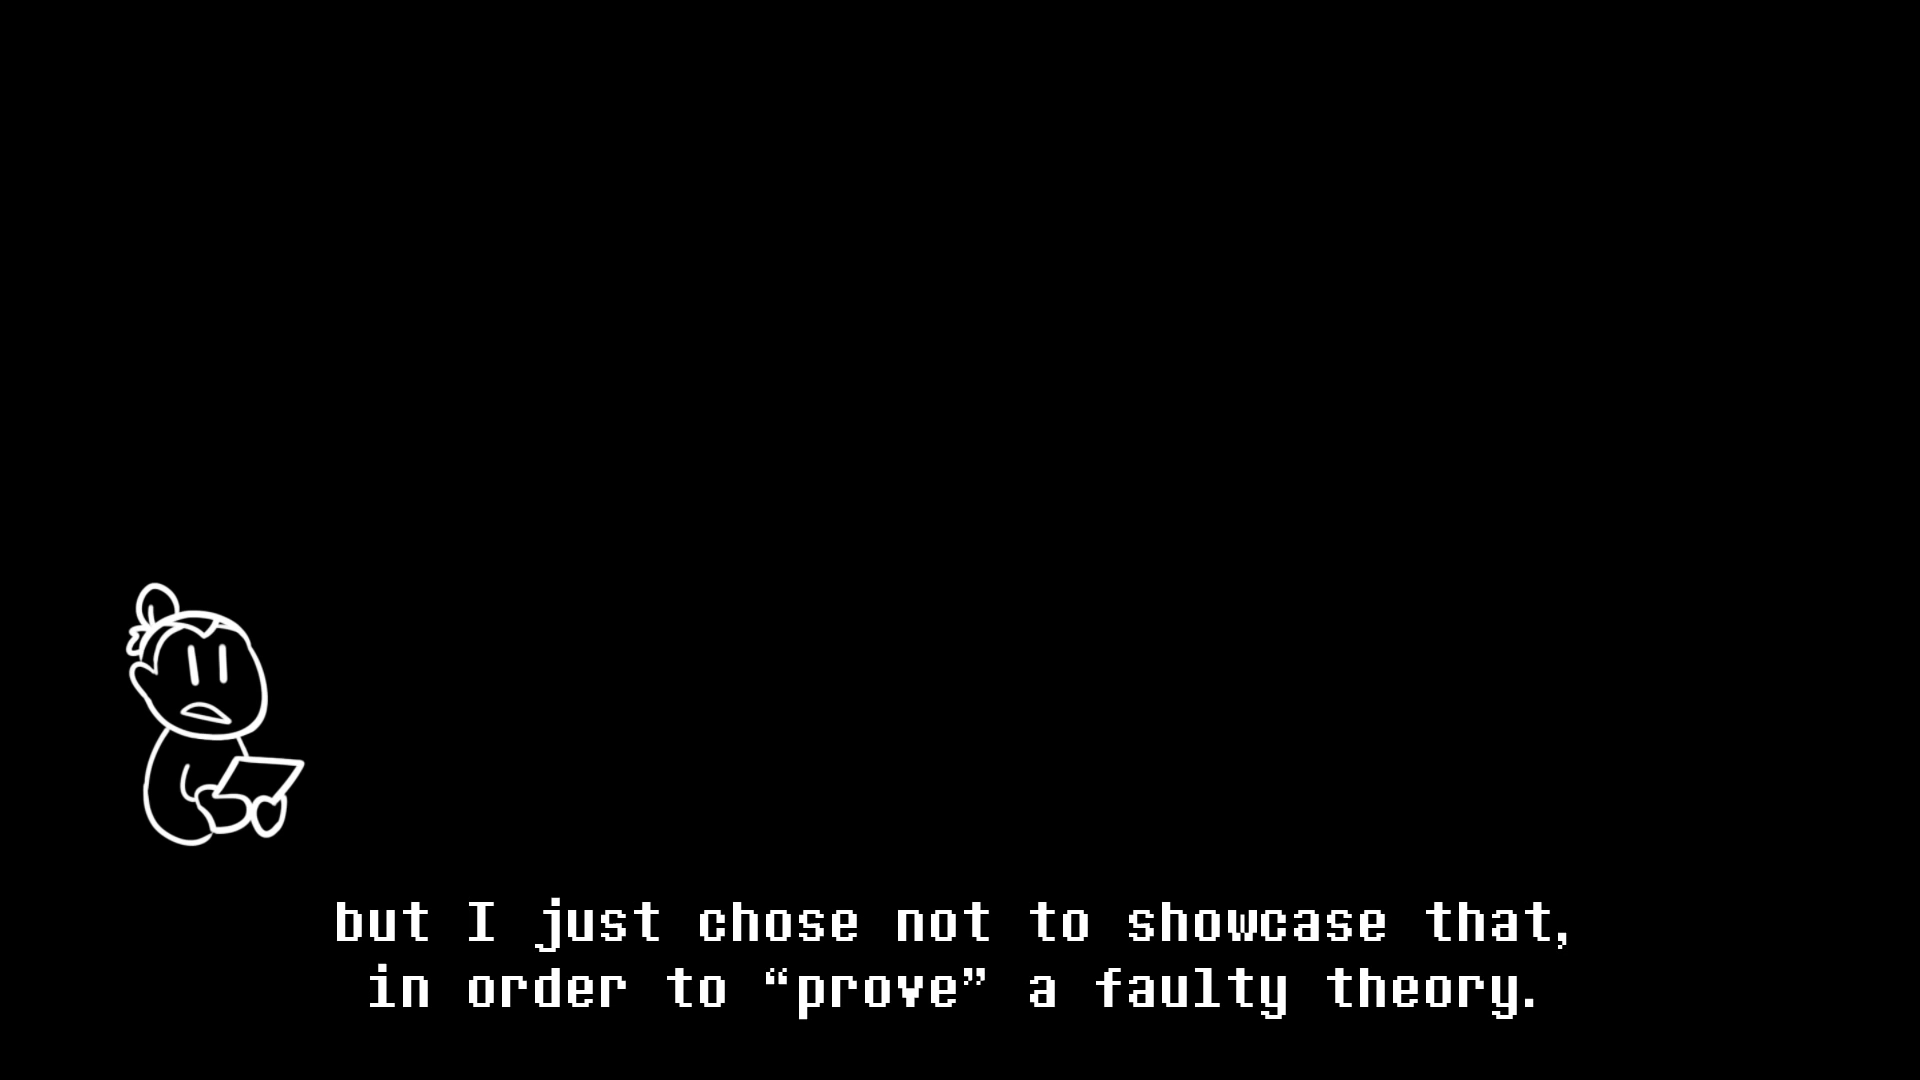 but I just chose not to showcase that,
in order to “prove” a faulty theory.